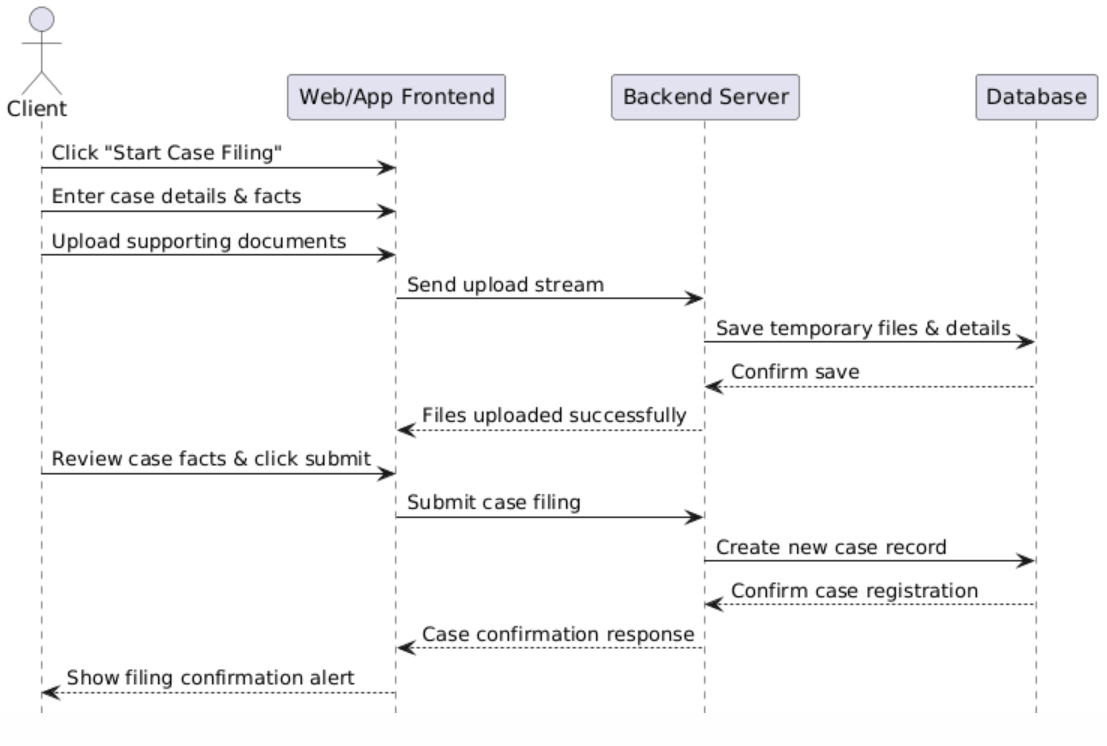 Client
Web/App Frontend
Backend Server
Database
Click "Start Case Filing"
Enter case details & facts
Upload supporting documents
Send upload stream
Save temporary files & details
Confirm save
Files uploaded successfully
Review case facts & click submit
Submit case filing
Create new case record
Confirm case registration
Case confirmation response
Show filing confirmation alert